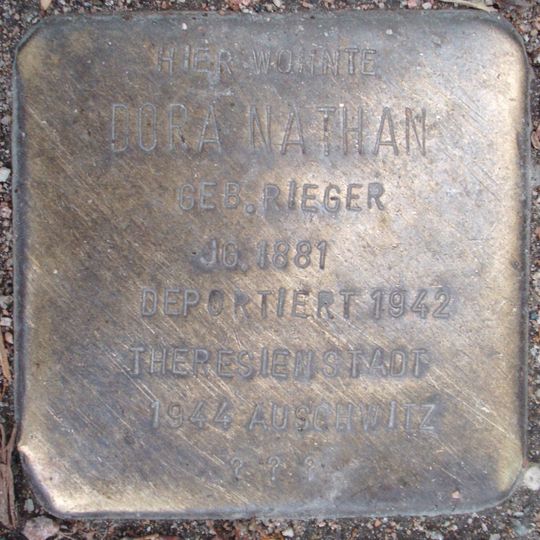 HIER WOHNTE
DORA NATHAN
GEB. RIEGER
JG. 1881
DEPORTIERT 1942
THERESIENSTADT
1944 AUSCHWITZ
? ? ?